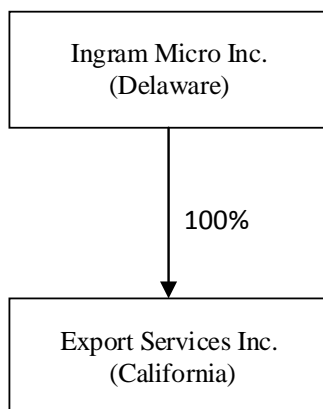 Ingram Micro Inc.
(Delaware)
100%
Export Services Inc.
(California)